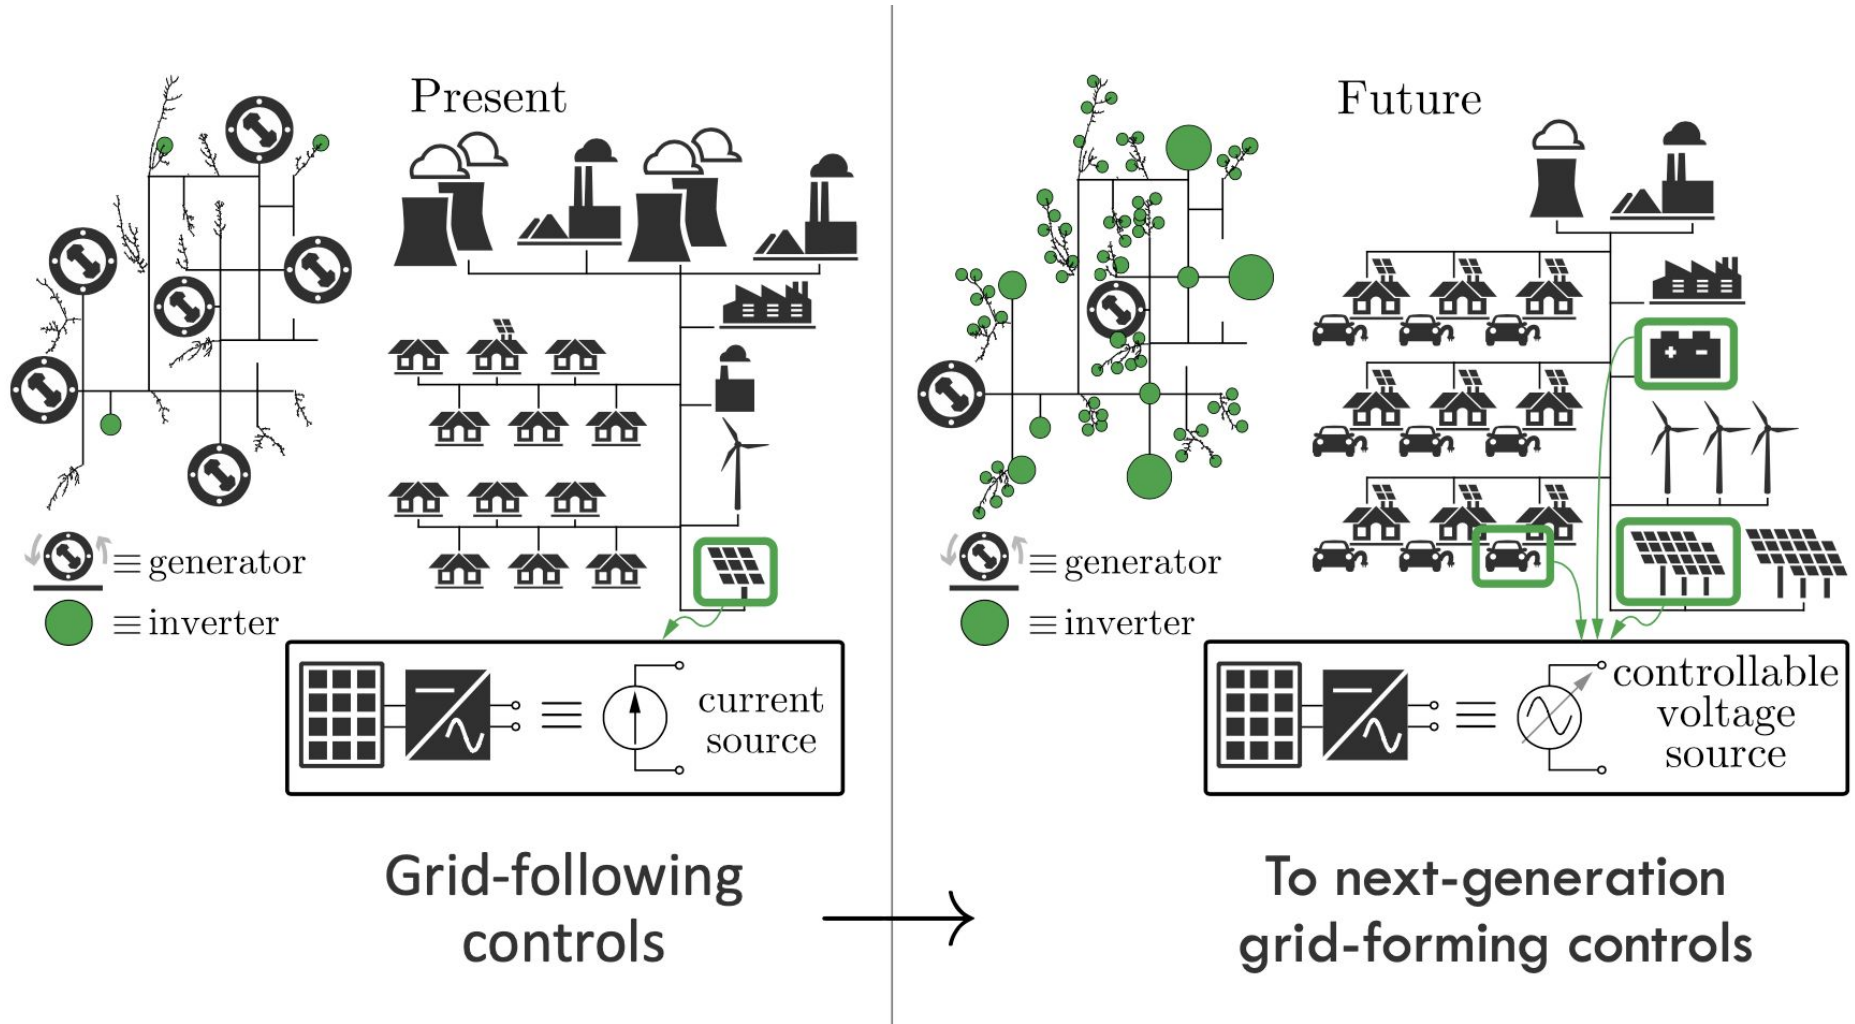 Present
≡ generator
≡ inverter
≡
current
source
Grid-following
controls
Future
≡ generator
≡ inverter
+ -
≡
controllable
voltage
source
To next-generation
grid-forming controls